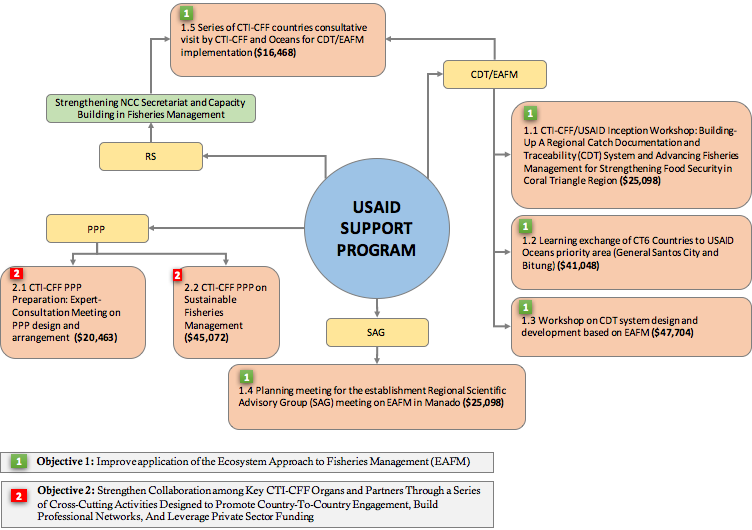 1
1.5 Series of CTI-CFF countries consultative
visit by CTI-CFF and Oceans for CDT/EAFM
implementation ($16,468)
CDT/EAFM
Strengthening NCC Secretariat and Capacity
Building in Fisheries Management
RS
1
1.1 CTI-CFF/USAID Inception Workshop: Building-
Up A Regional Catch Documentation and
Traceability (CDT) System and Advancing Fisheries
Management for Strengthening Food Security in
Coral Triangle Region ($25,098)
USAID
SUPPORT
PROGRAM
PPP
1
1.2 Learning exchange of CT6 Countries to USAID
Oceans priority area (General Santos City and
Bitung) ($41,048)
2
2.1 CTI-CFF PPP
Preparation: Expert-
Consultation Meeting on
PPP design and
arrangement ($20,463)
2
2.2 CTI-CFF PPP on
Sustainable
Fisheries
Management
($45,072)
1
1.3 Workshop on CDT system design and
development based on EAFM ($47,704)
SAG
1
1.4 Planning meeting for the establishment Regional Scientific
Advisory Group (SAG) meeting on EAFM in Manado ($25,098)
1 Objective 1: Improve application of the Ecosystem Approach to Fisheries Management (EAFM)
2 Objective 2: Strengthen Collaboration among Key CTI-CFF Organs and Partners Through a Series
of Cross-Cutting Activities Designed to Promote Country-To-Country Engagement, Build
Professional Networks, And Leverage Private Sector Funding